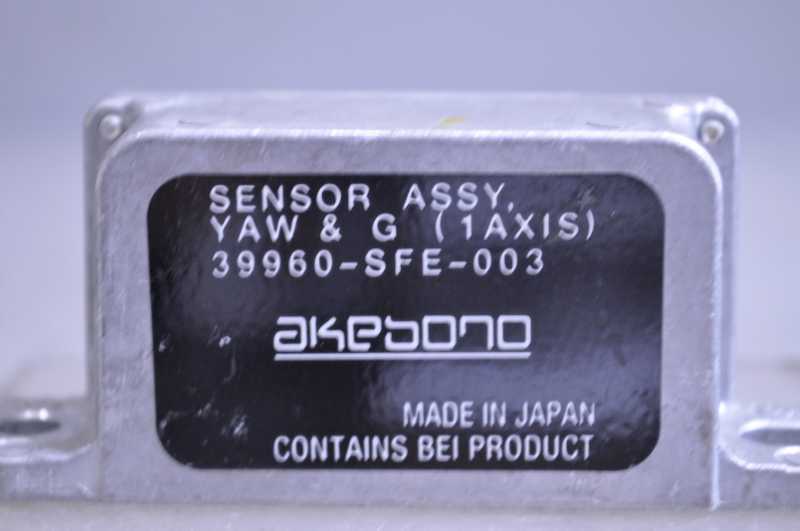 SENSOR ASSY,
YAW & G (1AXIS)
39960-SFE-003
akebono
MADE IN JAPAN
CONTAINS BEI PRODUCT